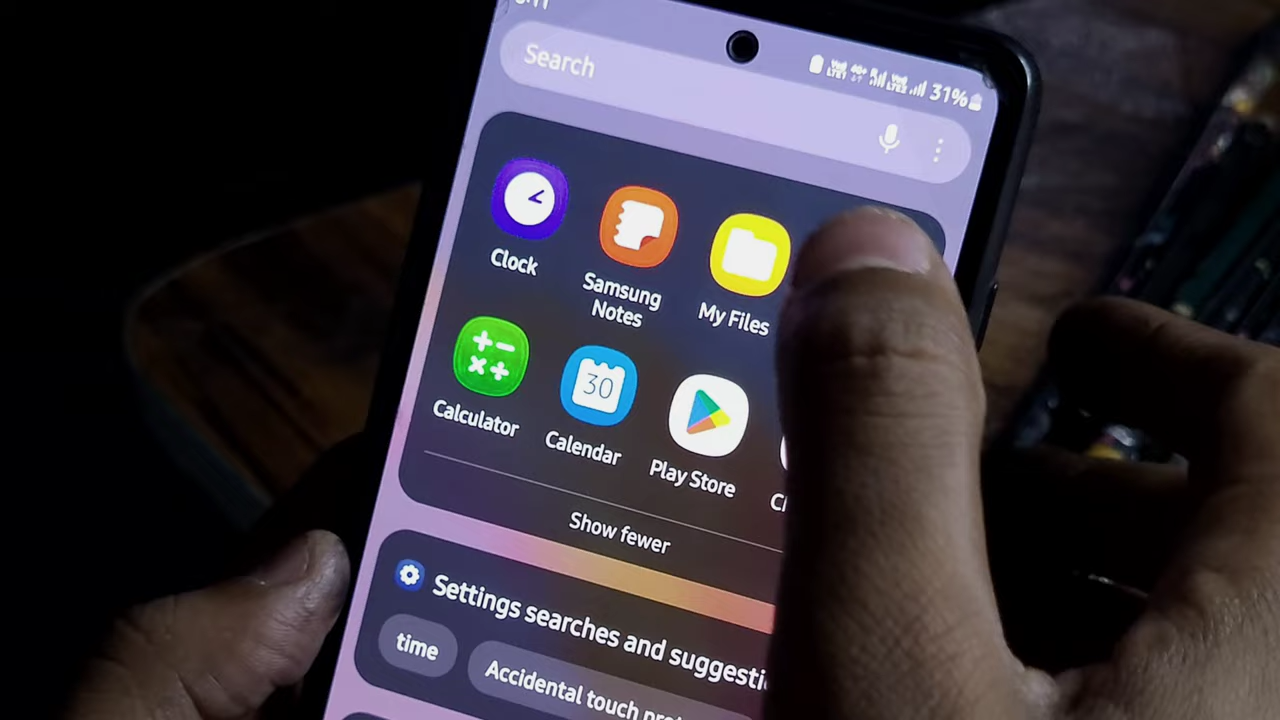 Search
31%
Clock
Samsung
Notes
My Files
Calculator
30
Calendar
Play Store
Show fewer
Settings searches and suggesti
time
Accidental touch